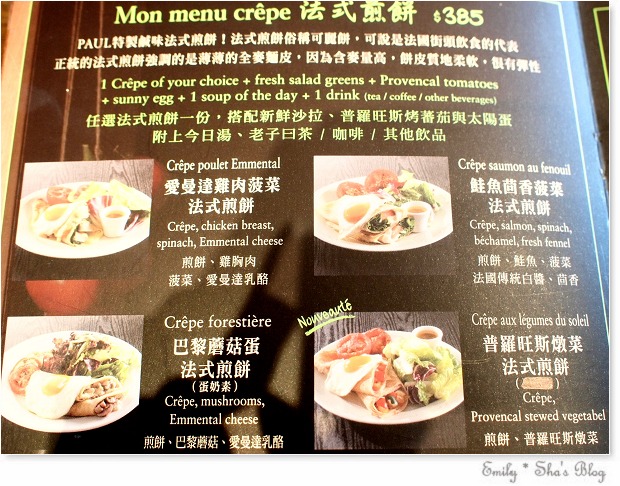 Mon menu crêpe 法式煎餅 $385
PAUL特製鹹味法式煎餅！法式煎餅俗稱可麗餅，可說是法國街頭飲食的代表
正統的法式煎餅強調的是薄薄的全麥麵皮，因為含麥量高，餅皮質地柔軟，很有彈性
1 Crêpe of your choice + fresh salad greens + Provencal tomatoes
+ sunny egg + 1 soup of the day + 1 drink (tea / coffee / other beverages)
任選法式煎餅一份，搭配新鮮沙拉、普羅旺斯烤蕃茄與太陽蛋
附上今日湯、老子曰茶 / 咖啡 / 其他飲品
Crêpe poulet Emmental
愛曼達雞肉菠菜
法式煎餅
Crêpe, chicken breast,
spinach, Emmental cheese
煎餅、雞胸肉
菠菜、愛曼達乳酪
Crêpe saumon au fenouil
鮭魚茴香菠菜
法式煎餅
Crêpe, salmon, spinach,
béchamel, fresh fennel
煎餅、鮭魚、菠菜
法國傳統白醬、茴香
Crêpe forestière
巴黎蘑菇蛋
法式煎餅
(蛋奶素)
Crêpe, mushrooms,
Emmental cheese
煎餅、巴黎蘑菇、愛曼達乳酪
Nouveauté
Crêpe aux légumes du soleil
普羅旺斯燉菜
法式煎餅
Crêpe,
Provencal stewed vegetabel
煎餅、普羅旺斯燉菜
Emily * Sha's Blog